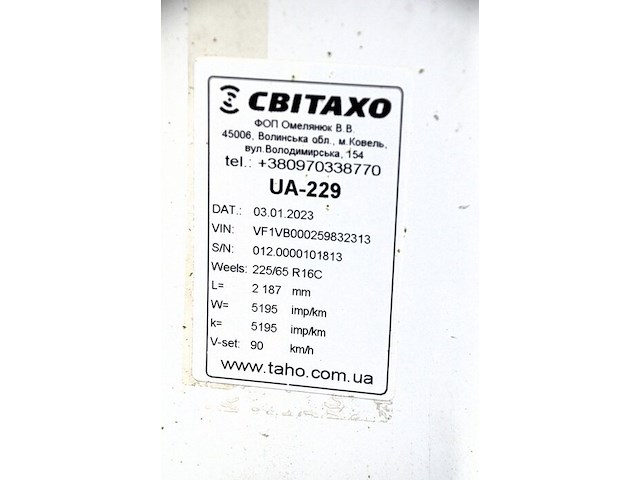 СВІТАХО
ФОП Омелянюк В.В.
45006, Волинська обл., м.Ковель,
вул.Володимирська, 154
tel.: +380970338770
UA-229
DAT.: 03.01.2023
VIN: VF1VB000259832313
S/N: 012.0000101813
Weels: 225/65 R16C
L= 2 187 mm
W= 5195 imp/km
k= 5195 imp/km
V-set: 90 km/h
www.taho.com.ua